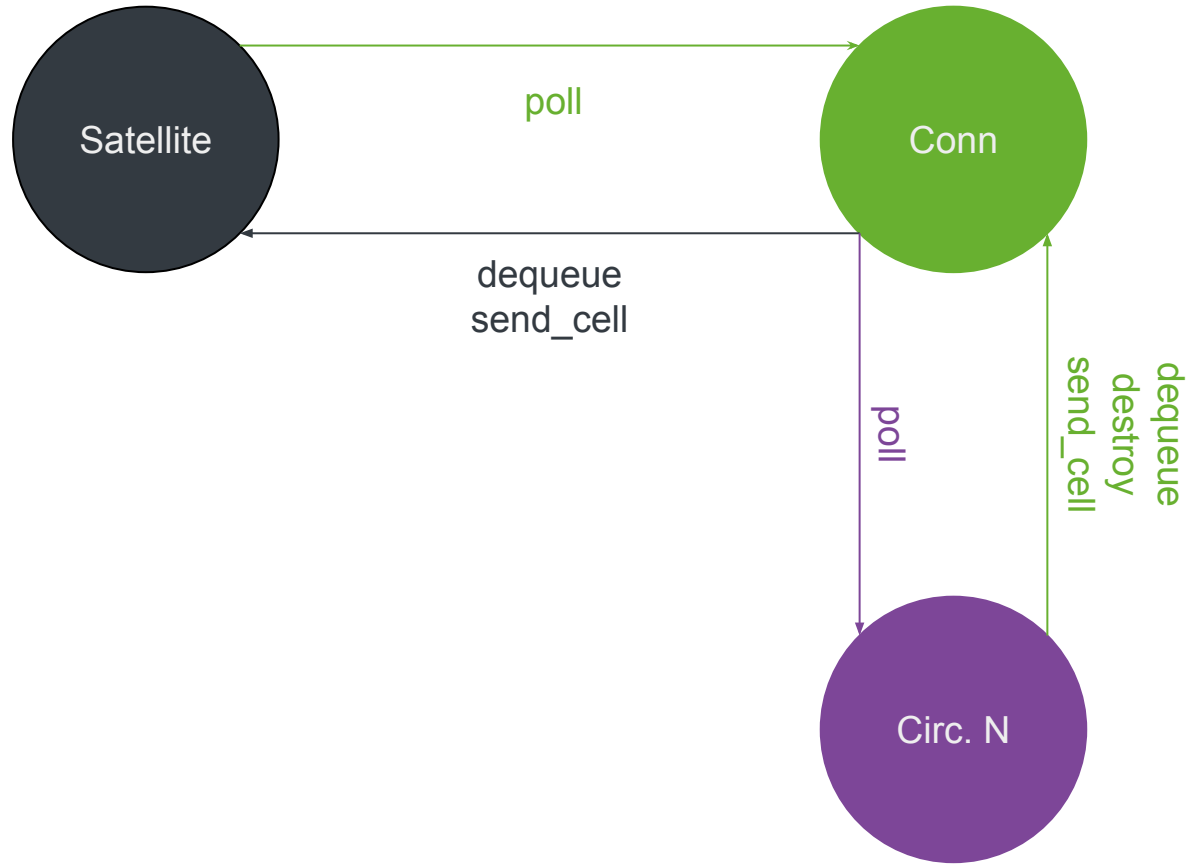 Satellite
poll
Conn
dequeue
send_cell
poll
dequeue
destroy
send_cell
Circ. N